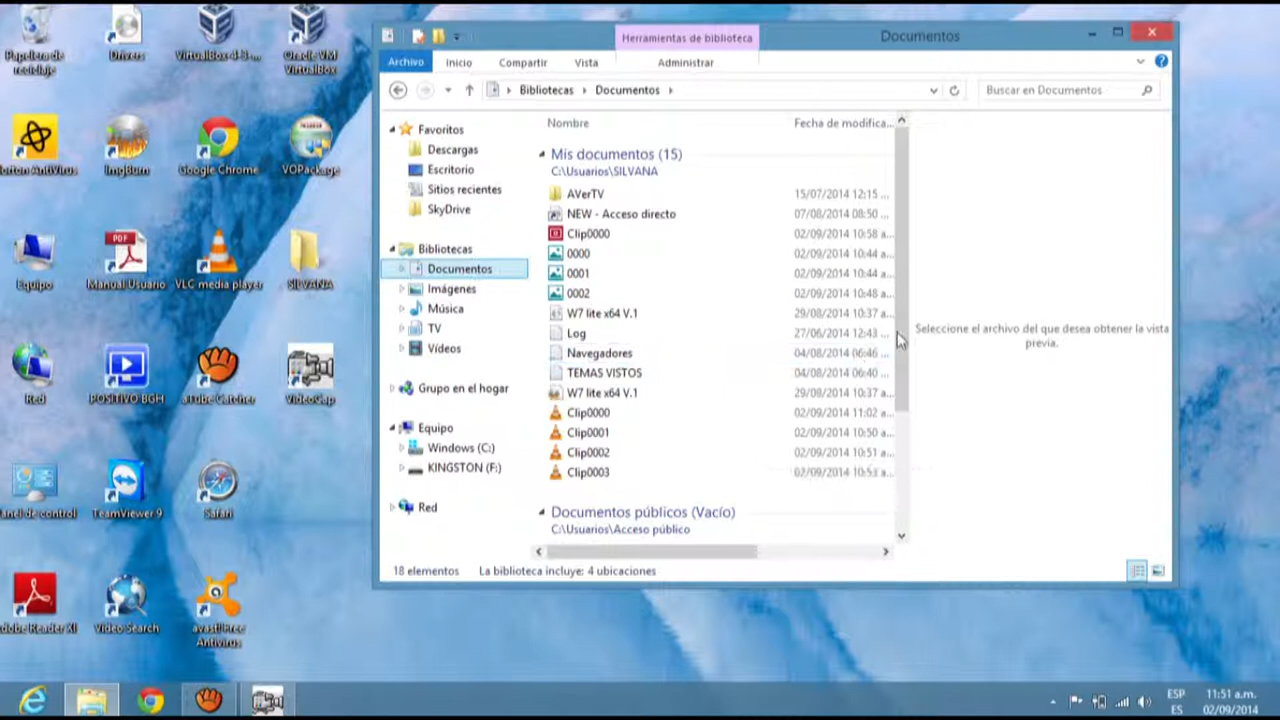 Papelera de reciclaje
Drivers
VirtualBox-4-3-...
Oracle VM VirtualBox
Norton AntiVirus
ImgBurn
Google Chrome
VOPackage
Equipo
Manual Usuario
VLC media player
SILVANA
Red
POSITIVO BGH
aTube Catcher
VideoCap
Panel de control
TeamViewer 9
Safari
Adobe Reader XI
Video Search
avast! Free Antivirus
Herramientas de biblioteca
Documentos
Archivo
Inicio
Compartir
Vista
Administrar
Bibliotecas
Documentos
Buscar en Documentos
Favoritos
Descargas
Escritorio
Sitios recientes
SkyDrive
Bibliotecas
Documentos
Imágenes
Música
TV
Vídeos
Grupo en el hogar
Equipo
Windows (C:)
KINGSTON (F:)
Red
Nombre
Fecha de modifica...
Mis documentos (15)
C:\Usuarios\SILVANA
AVerTV 15/07/2014 12:15 ...
NEW - Acceso directo 07/08/2014 08:50 ...
Clip0000 02/09/2014 10:58 a...
0000 02/09/2014 10:44 a...
0001 02/09/2014 10:44 a...
0002 02/09/2014 10:48 a...
W7 lite x64 V.1 29/08/2014 10:37 a...
Log 27/06/2014 12:43 ...
Navegadores 04/08/2014 06:46 ...
TEMAS VISTOS 04/08/2014 06:40 ...
W7 lite x64 V.1 29/08/2014 10:37 a...
Clip0000 02/09/2014 11:02 a...
Clip0001 02/09/2014 10:50 a...
Clip0002 02/09/2014 10:51 a...
Clip0003 02/09/2014 10:53 a...
Documentos públicos (Vacío)
C:\Usuarios\Acceso público
Seleccione el archivo del que desea obtener la vista
previa.
18 elementos
La biblioteca incluye: 4 ubicaciones
ESP
ES
11:51 a.m.
02/09/2014